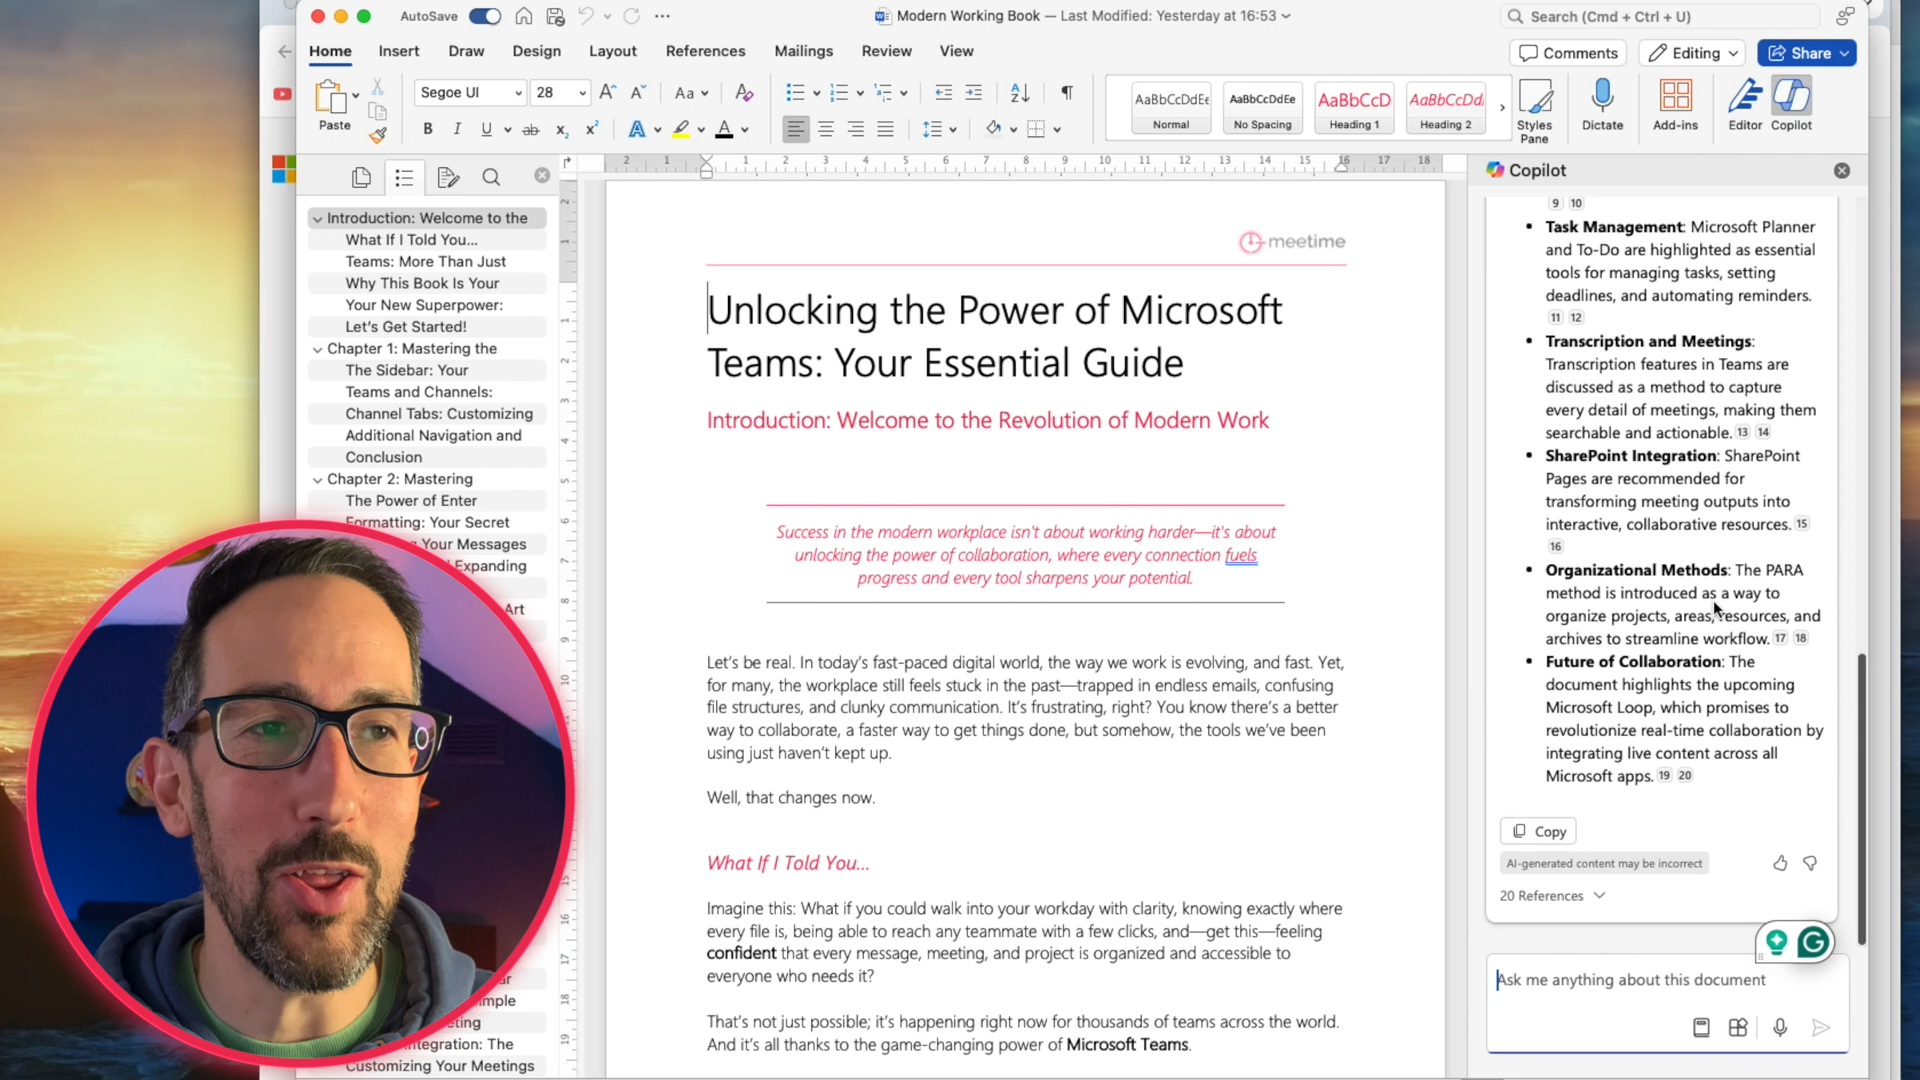 AutoSave
Modern Working Book — Last Modified: Yesterday at 16:53
Search (Cmd + Ctrl + U)
Home Insert Draw Design Layout References Mailings Review View
Comments Editing Share
Paste
Segoe UI 28
AaBbCcDdEe Normal
AaBbCcDdEe No Spacing
AaBbCcD Heading 1
AaBbCcDd Heading 2
Styles Pane
Dictate
Add-ins
Editor
Copilot
2 1 1 2 3 4 5 6 7 8 9 10 11 12 13 14 15 16 17 18
Introduction: Welcome to the
What If I Told You...
Teams: More Than Just
Why This Book Is Your
Your New Superpower:
Let's Get Started!
Chapter 1: Mastering the
The Sidebar: Your
Teams and Channels:
Channel Tabs: Customizing
Additional Navigation and
Conclusion
Chapter 2: Mastering
The Power of Enter
Formatting: Your Secret
Your Messages
Expanding
Art
Integration: The
Customizing Your Meetings
meetime
Unlocking the Power of Microsoft
Teams: Your Essential Guide
Introduction: Welcome to the Revolution of Modern Work
Success in the modern workplace isn't about working harder—it's about
unlocking the power of collaboration, where every connection fuels
progress and every tool sharpens your potential.
Let's be real. In today's fast-paced digital world, the way we work is evolving, and fast. Yet,
for many, the workplace still feels stuck in the past—trapped in endless emails, confusing
file structures, and clunky communication. It's frustrating, right? You know there's a better
way to collaborate, a faster way to get things done, but somehow, the tools we've been
using just haven't kept up.
Well, that changes now.
What If I Told You...
Imagine this: What if you could walk into your workday with clarity, knowing exactly where
every file is, being able to reach any teammate with a few clicks, and—get this—feeling
confident that every message, meeting, and project is organized and accessible to
everyone who needs it?
That's not just possible; it's happening right now for thousands of teams across the world.
And it's all thanks to the game-changing power of Microsoft Teams.
Copilot
9 10
Task Management: Microsoft Planner
and To-Do are highlighted as essential
tools for managing tasks, setting
deadlines, and automating reminders.
11 12
Transcription and Meetings:
Transcription features in Teams are
discussed as a method to capture
every detail of meetings, making them
searchable and actionable. 13 14
SharePoint Integration: SharePoint
Pages are recommended for
transforming meeting outputs into
interactive, collaborative resources. 15
16
Organizational Methods: The PARA
method is introduced as a way to
organize projects, areas, resources, and
archives to streamline workflow. 17 18
Future of Collaboration: The
document highlights the upcoming
Microsoft Loop, which promises to
revolutionize real-time collaboration by
integrating live content across all
Microsoft apps. 19 20
Copy
AI-generated content may be incorrect
20 References
Ask me anything about this document